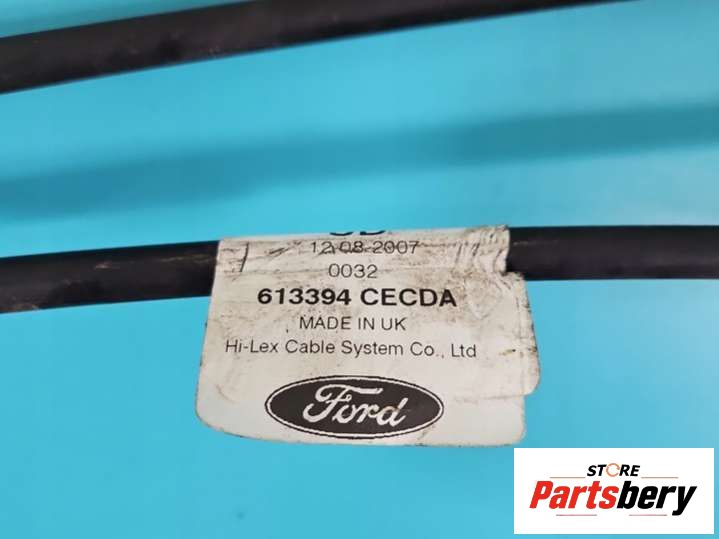 12-08-2007
0032
613394 CECDA
MADE IN UK
Hi-Lex Cable System Co., Ltd
Ford
STORE
Partsbery